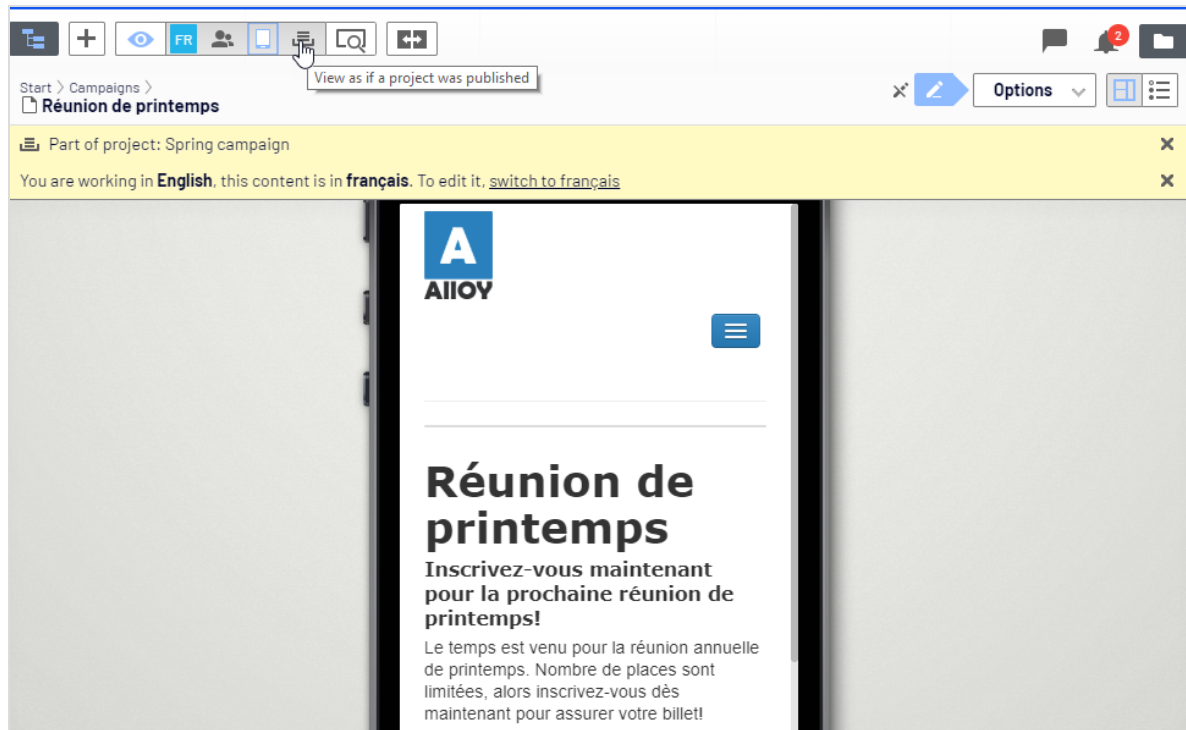 FR
2
View as if a project was published
Start > Campaigns >
Réunion de printemps
Options
Part of project: Spring campaign
You are working in English, this content is in français. To edit it, switch to français
A
AllOY
Réunion de
printemps
Inscrivez-vous maintenant
pour la prochaine réunion de
printemps!
Le temps est venu pour la réunion annuelle
de printemps. Nombre de places sont
limitées, alors inscrivez-vous dès
maintenant pour assurer votre billet!